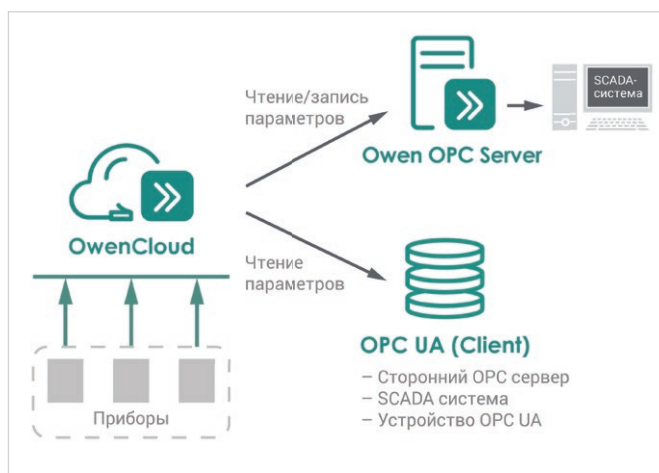 Чтение/запись
параметров
SCADA-
система
Owen OPC Server
OwenCloud
Чтение
параметров
Приборы
OPC UA (Client)
– Сторонний OPC сервер
– SCADA система
– Устройство OPC UA